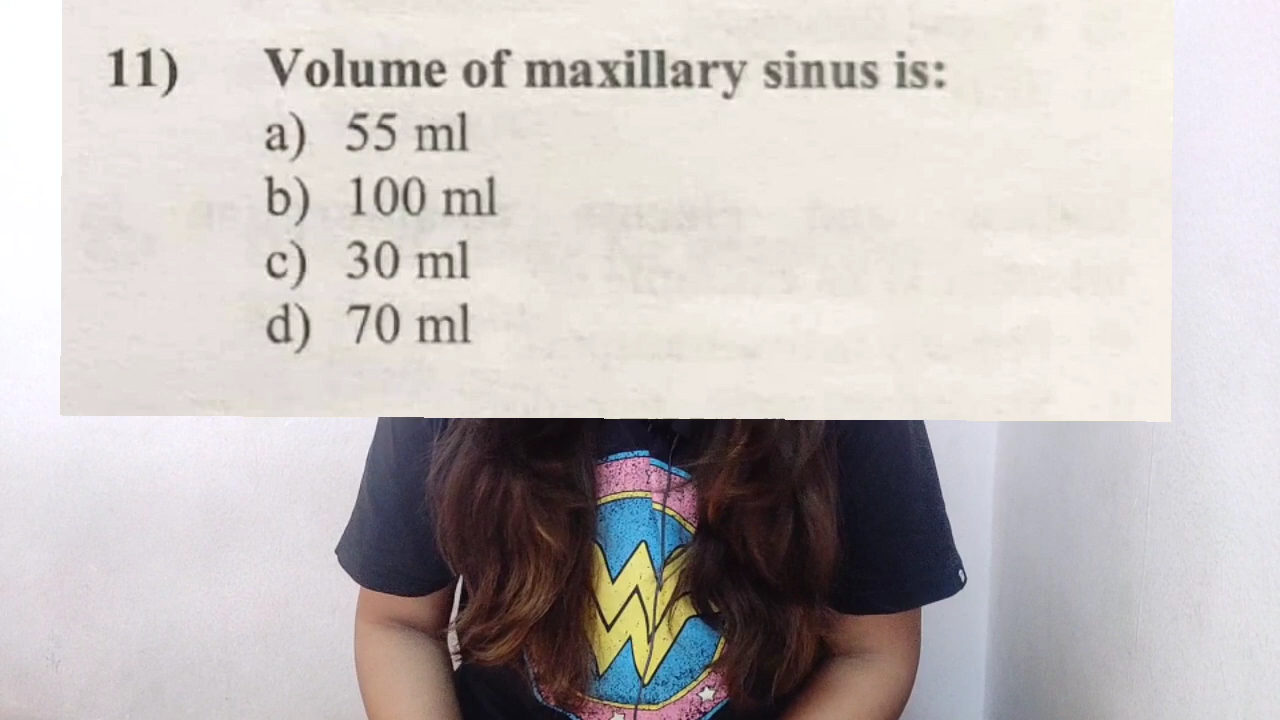 11) Volume of maxillary sinus is:
a) 55 ml
b) 100 ml
c) 30 ml
d) 70 ml
W